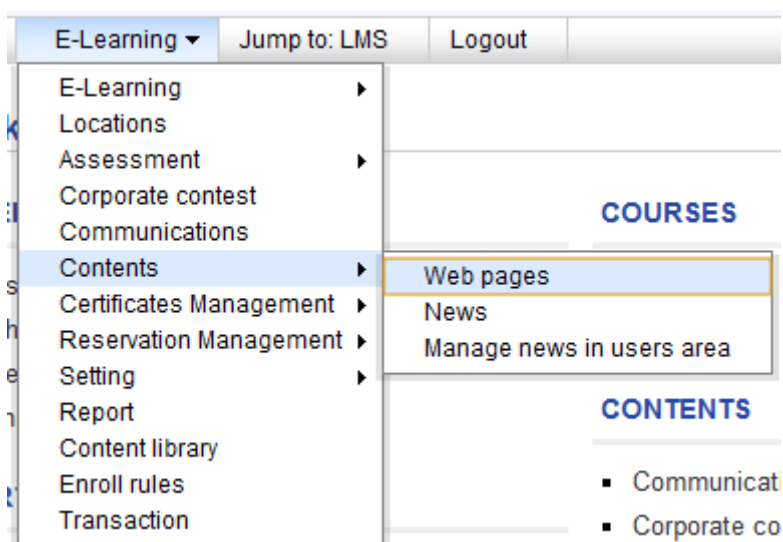 E-Learning Jump to: LMS Logout
E-Learning
Locations
Assessment
Corporate contest
Communications
Contents
Certificates Management
Reservation Management
Setting
Report
Content library
Enroll rules
Transaction
Web pages
News
Manage news in users area
COURSES
CONTENTS
Communicati
Corporate co